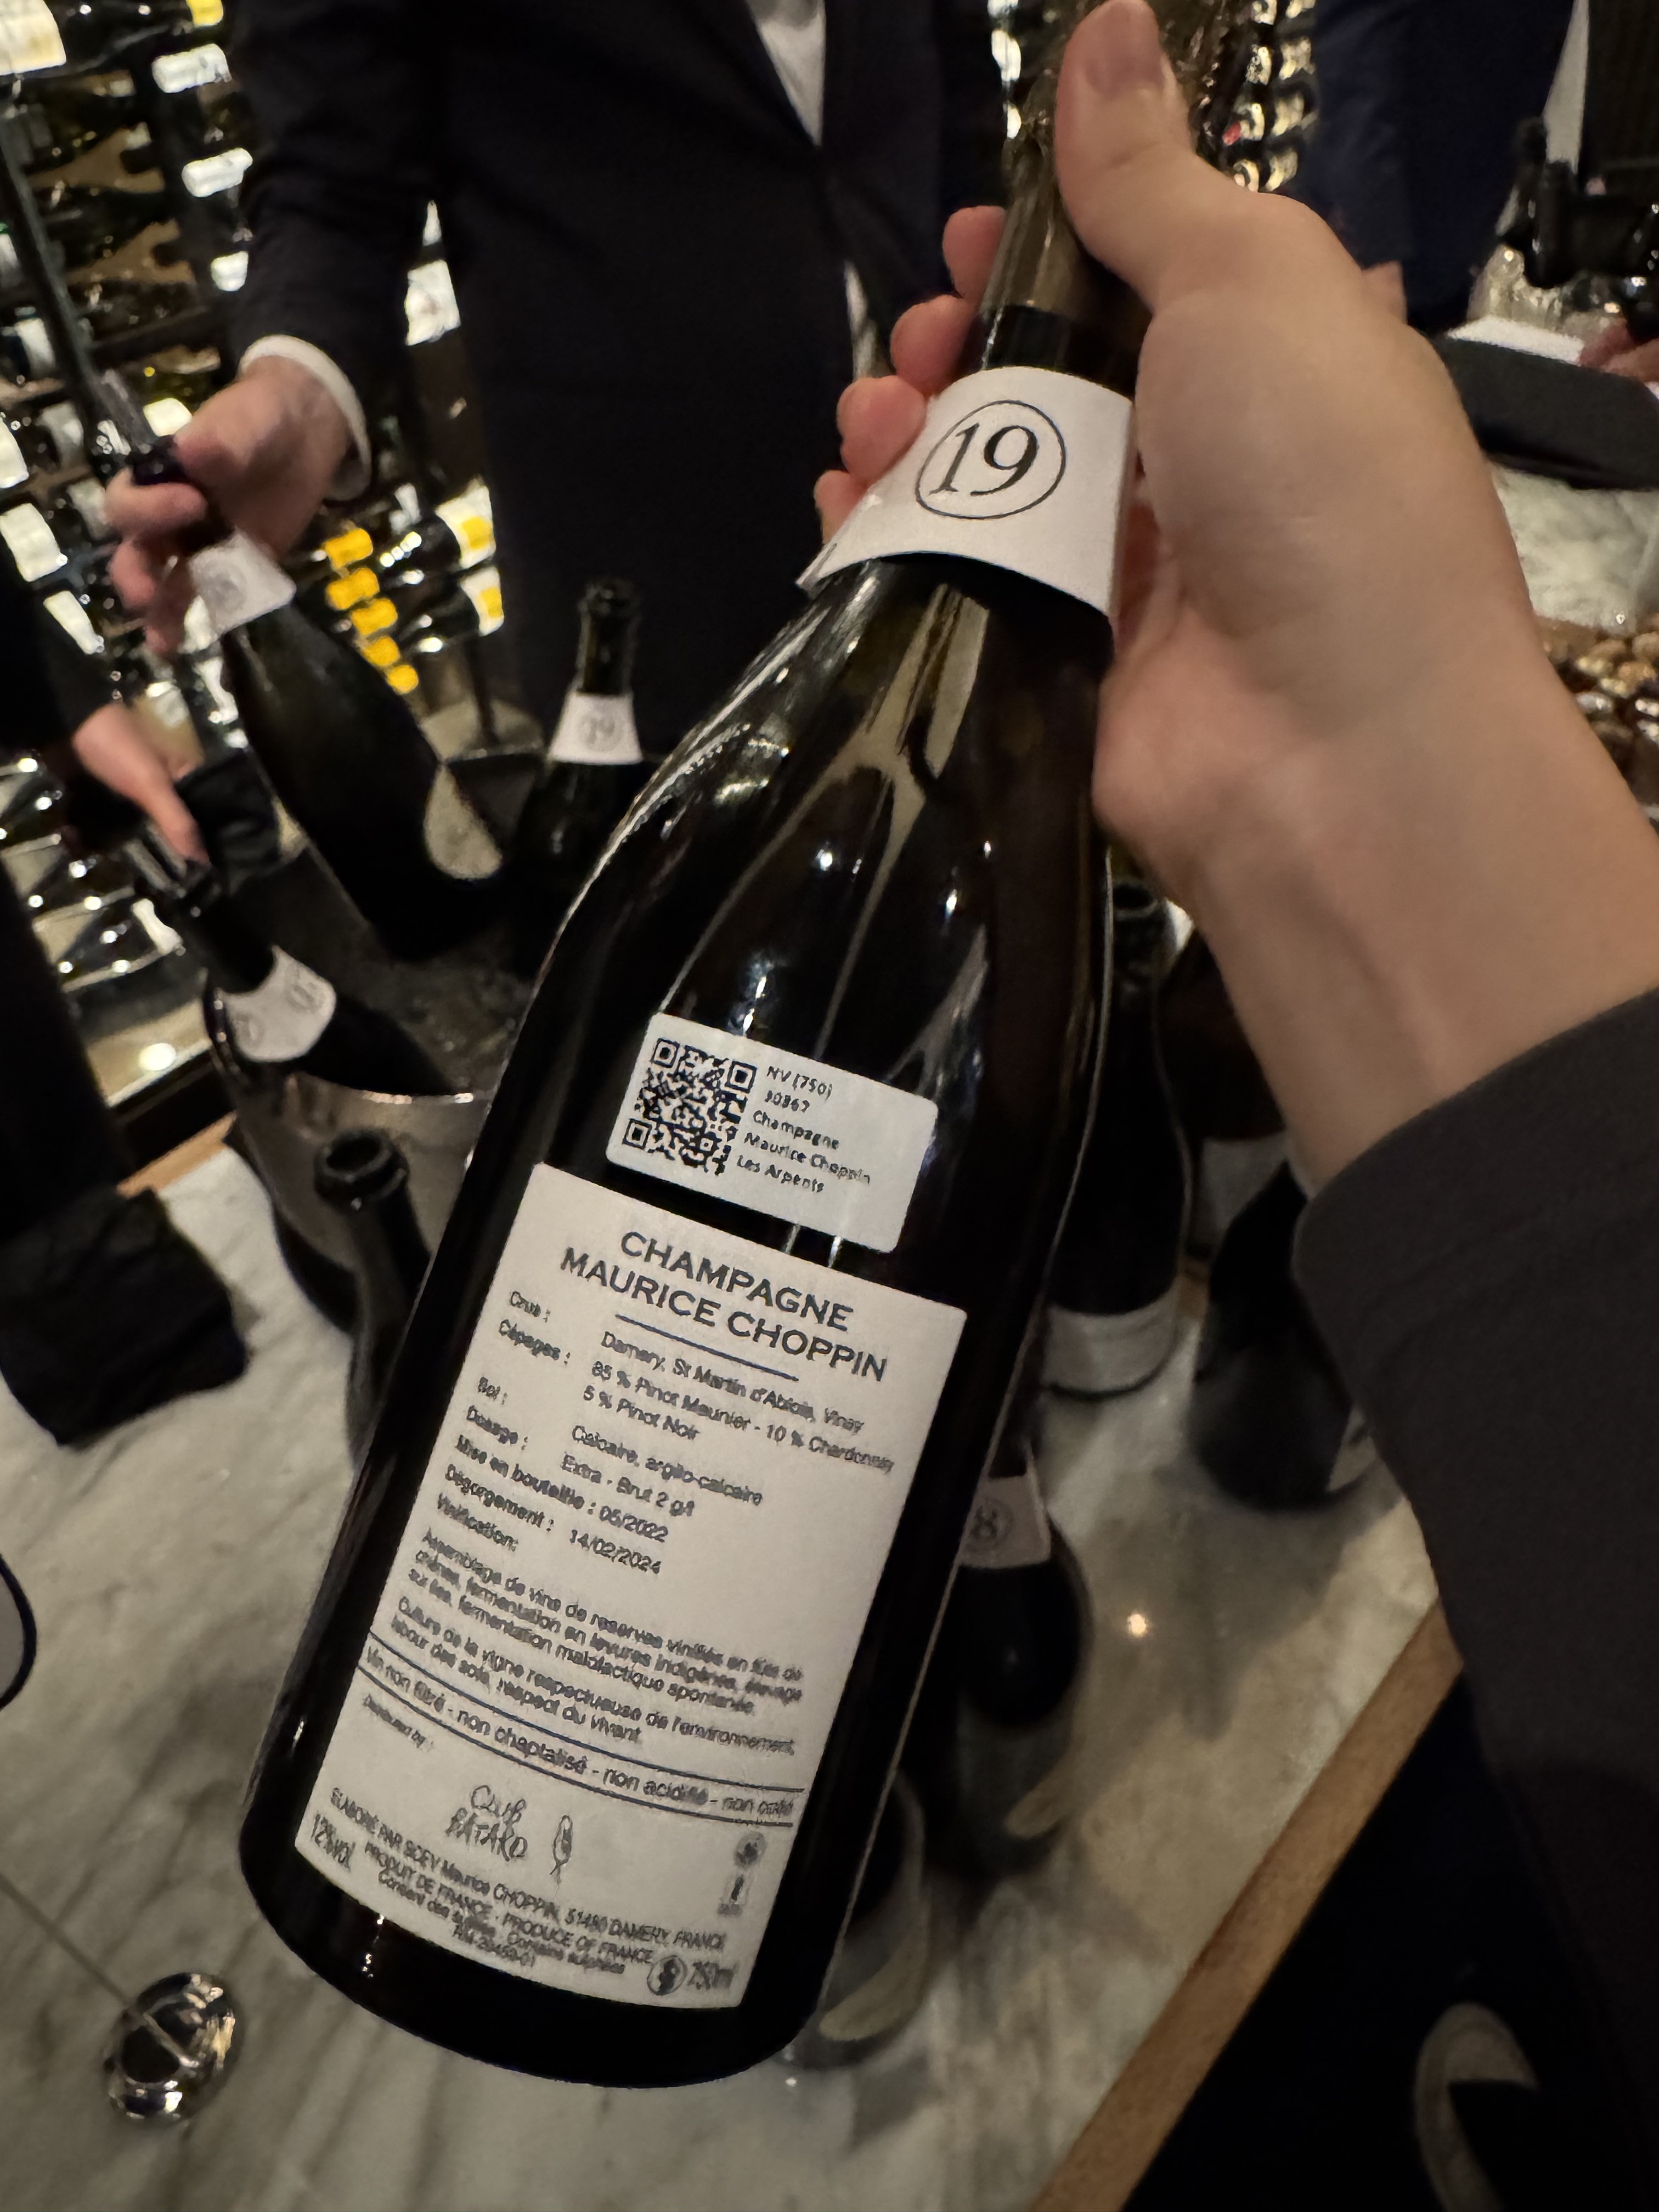 19
19
NV (750)
30367
Champagne
Maurice Choppin
Les Arpents
CHAMPAGNE
MAURICE CHOPPIN
Crus : Damery, St Martin d'Ablois, Vinay
Cépages : 85 % Pinot Meunier - 10 % Chardonnay
5 % Pinot Noir
Sol : Calcaire, argilo-calcaire
Dosage : Extra - Brut 2 g/l
Mise en bouteille : 05/2022
Dégorgement : 14/02/2024
Vinification:
Assemblage de vins de reserves vinifiés en fûts de
chênes, fermentation en levures indigènes, élevage
sur lies, fermentation malolactique spontanée.
Culture de la vigne respectueuse de l'environnement,
labour des sols, respect du vivant.
Vin non filtré - non chaptalisé - non acidifié - non
Distributed by :
CLUB
BATARD
ELABORÉ PAR SCEV Maurice CHOPPIN, 51480 DAMERY, FRANCE
12%vol PRODUIT DE FRANCE - PRODUCE OF FRANCE
Contient des sulfites - Contains sulphites
750ml
8